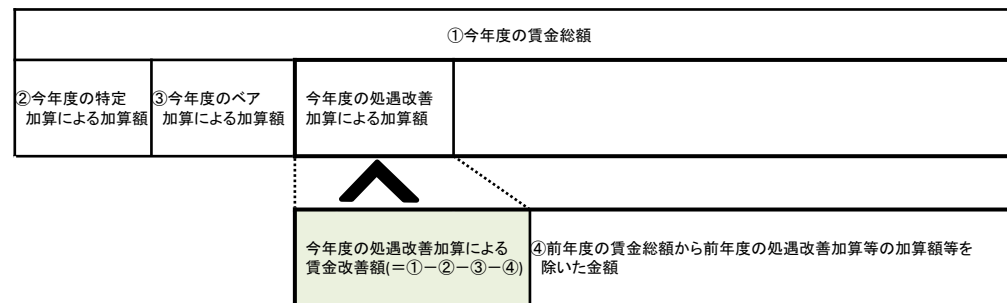 ①今年度の賃金総額
②今年度の特定
加算による加算額
③今年度のベア
加算による加算額
今年度の処遇改善
加算による加算額
今年度の処遇改善加算による
賃金改善額(＝①－②－③－④)
④前年度の賃金総額から前年度の処遇改善加算等の加算額等を
除いた金額